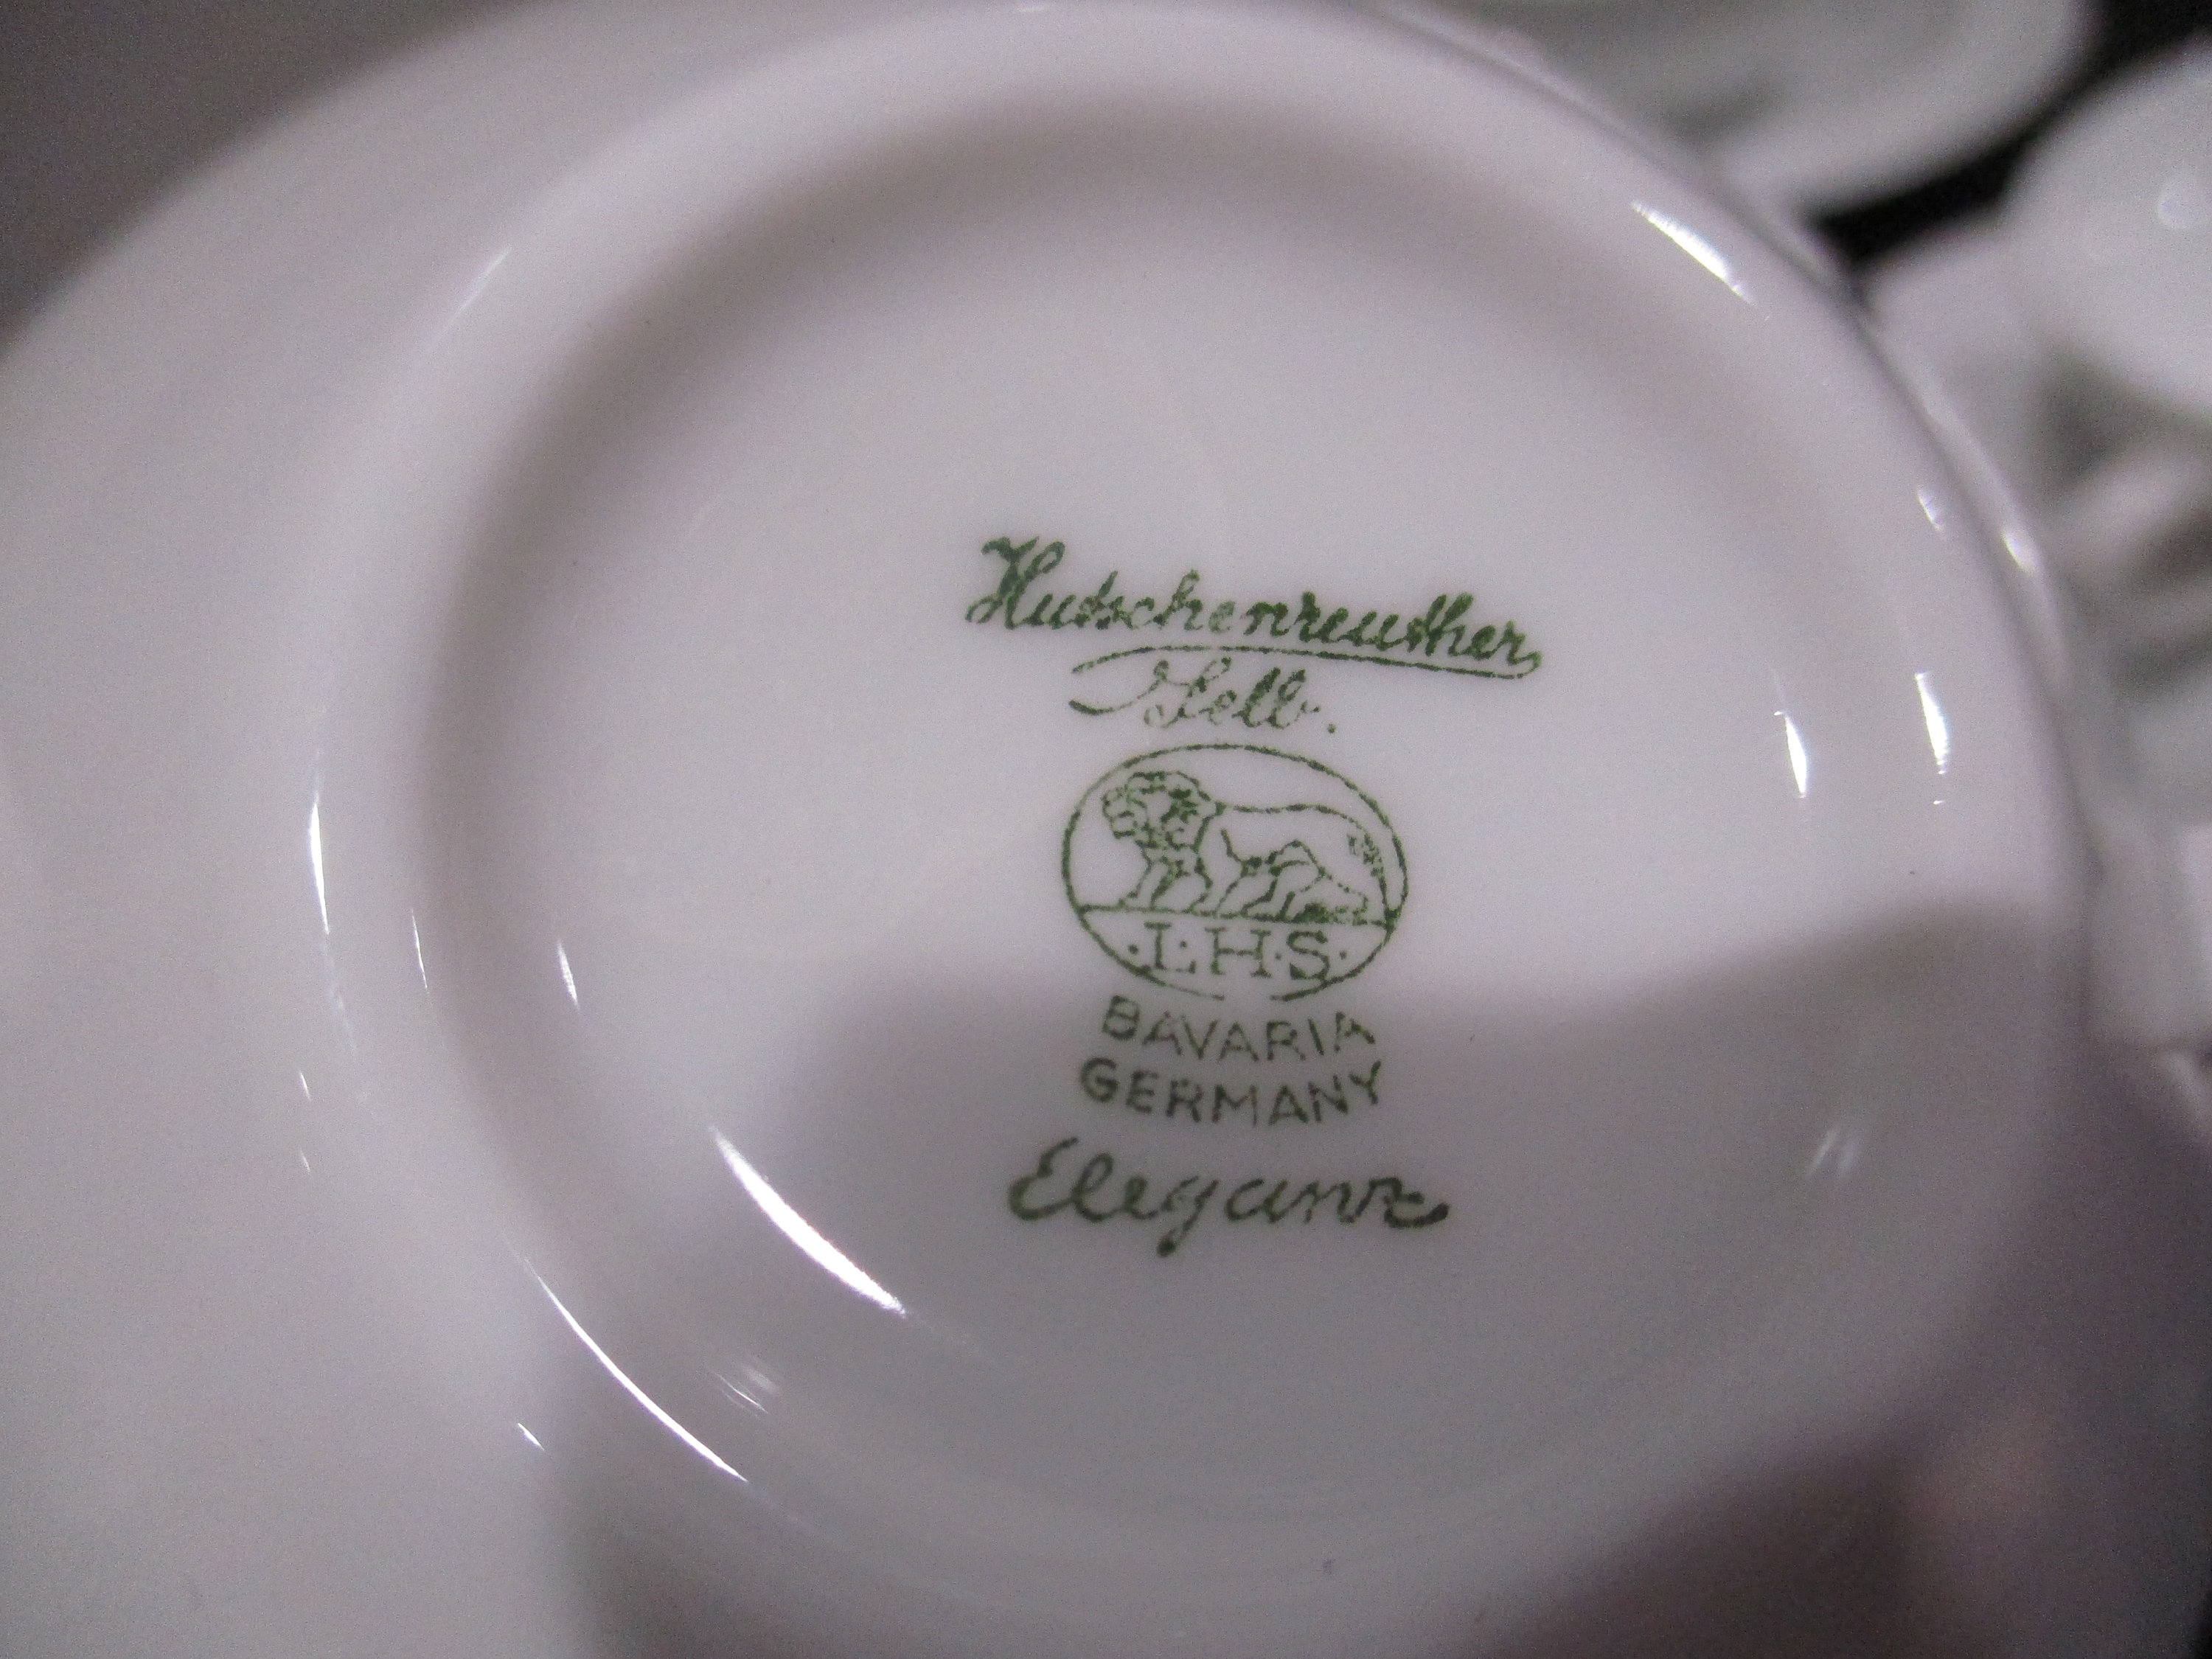 Hutschenreuther
Selb.
·L·H·S·
BAVARIA
GERMANY
Eleganz